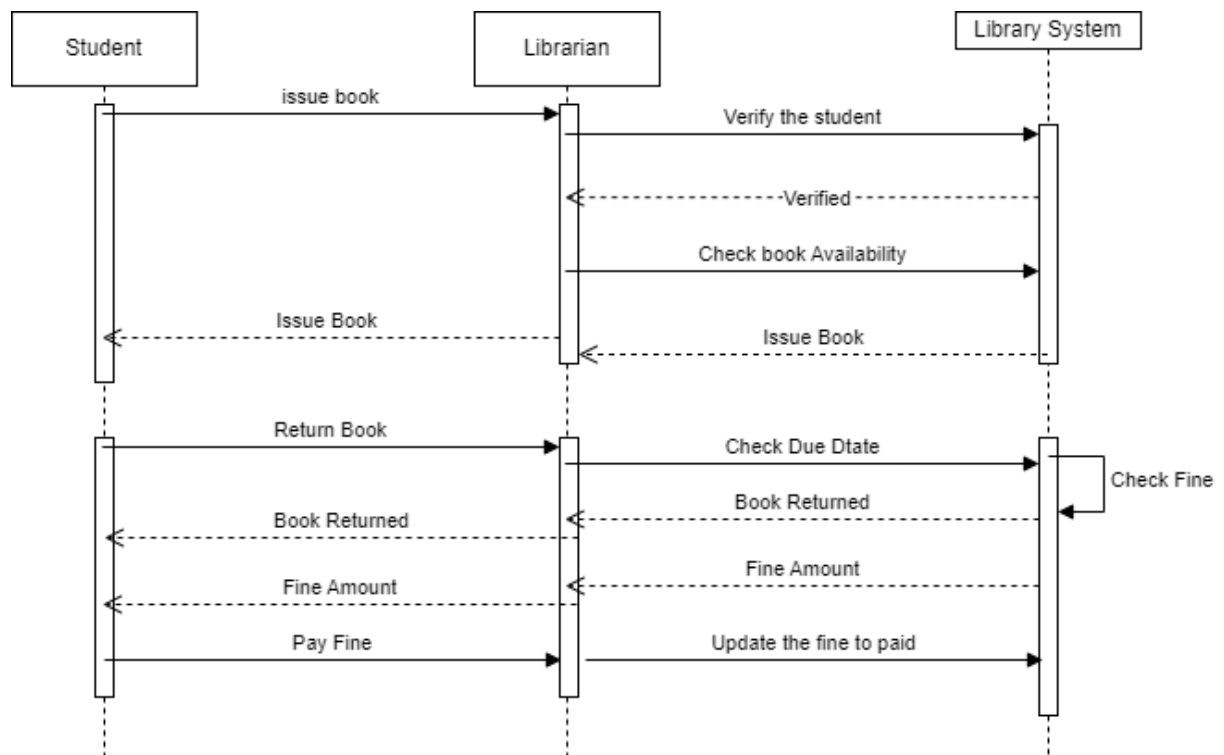 Student
Librarian
Library System
issue book
Verify the student
Verified
Check book Availability
Issue Book
Issue Book
Return Book
Check Due Dtate
Check Fine
Book Returned
Book Returned
Fine Amount
Fine Amount
Pay Fine
Update the fine to paid